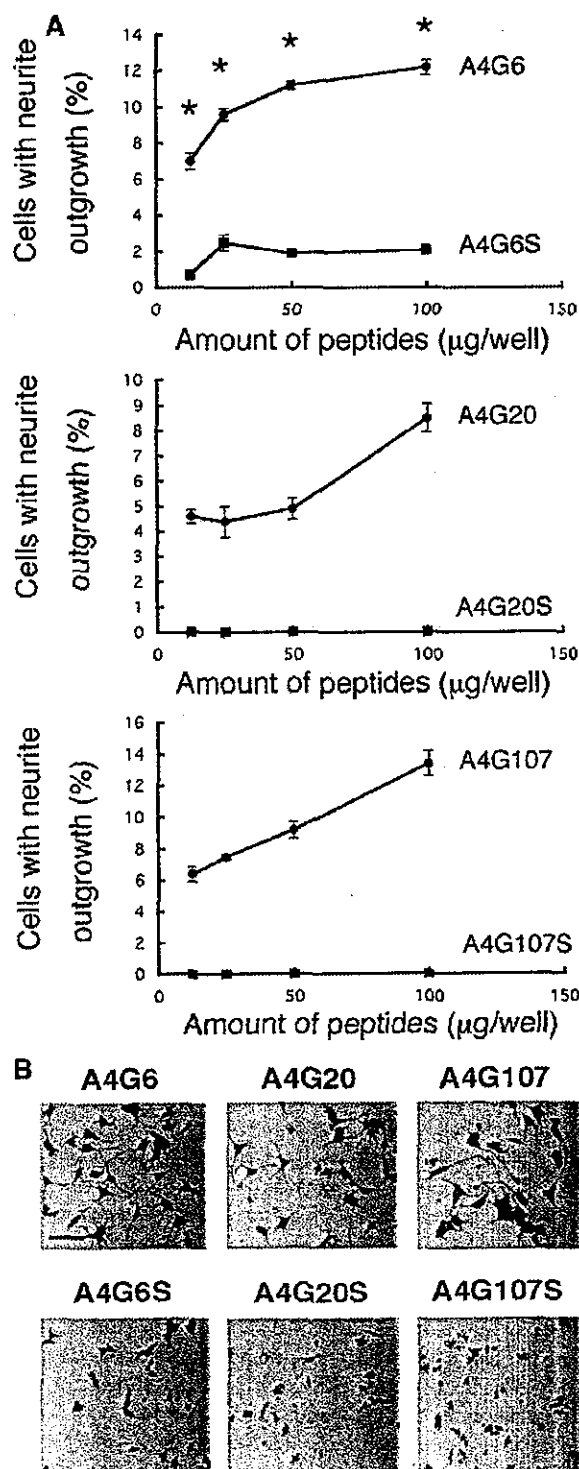 A
Cells with neurite
outgrowth (%)
14
12
10
8
6
4
2
0
* * * *
A4G6
A4G6S
0 50 100 150
Amount of peptides (μg/well)
Cells with neurite
outgrowth (%)
10
9
8
7
6
5
4
3
2
1
0
A4G20
A4G20S
0 50 100 150
Amount of peptides (μg/well)
Cells with neurite
outgrowth (%)
16
14
12
10
8
6
4
2
0
A4G107
A4G107S
0 50 100 150
Amount of peptides (μg/well)
B
A4G6 A4G20 A4G107
A4G6S A4G20S A4G107S